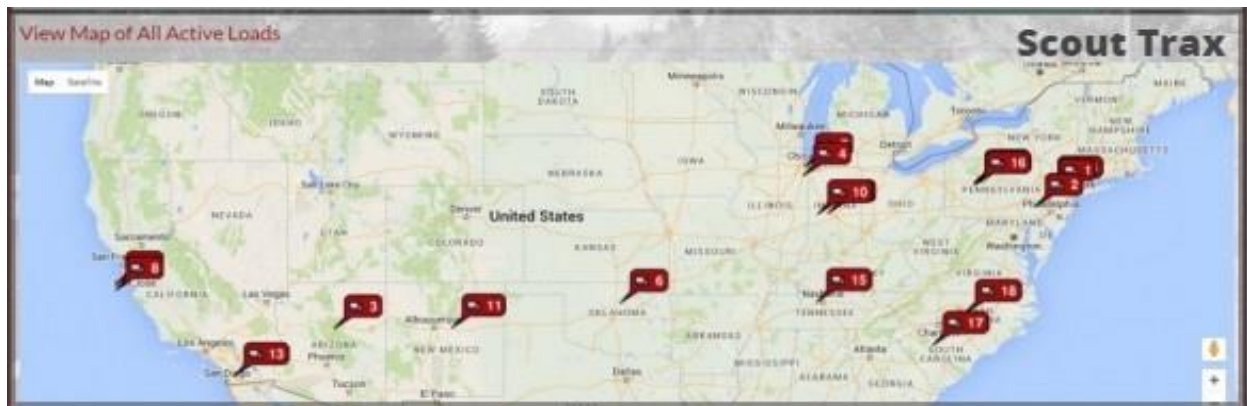 View Map of All Active Loads
Scout Trax
Map Satellite
Minneapolis
MAINE
OREGON
IDAHO
SOUTH
DAKOTA
WISCONSIN
VERMONT
Toronto
MICHIGAN
NEW
HAMPSHIRE
WYOMING
Milwaukee
Detroit
NEW YORK
MASSACHUSETTS
4
IOWA
16
1
NEBRASKA
PENNSYLVANIA
2
Salt Lake City
10
Philadelphia
ILLINOIS
OHIO
NEVADA
Denver
United States
MARYLAND
UTAH
COLORADO
KANSAS
MISSOURI
WEST
VIRGINIA
Washington
Sacramento
8
VIRGINIA
CALIFORNIA
Las Vegas
3
11
6
15
18
Nashville
Albuquerque
OKLAHOMA
TENNESSEE
17
Los Angeles
13
ARIZONA
Phoenix
NEW MEXICO
ARKANSAS
Atlanta
SOUTH
CAROLINA
San Diego
Tucson
Dallas
MISSISSIPPI
ALABAMA
GEORGIA
El Paso
+